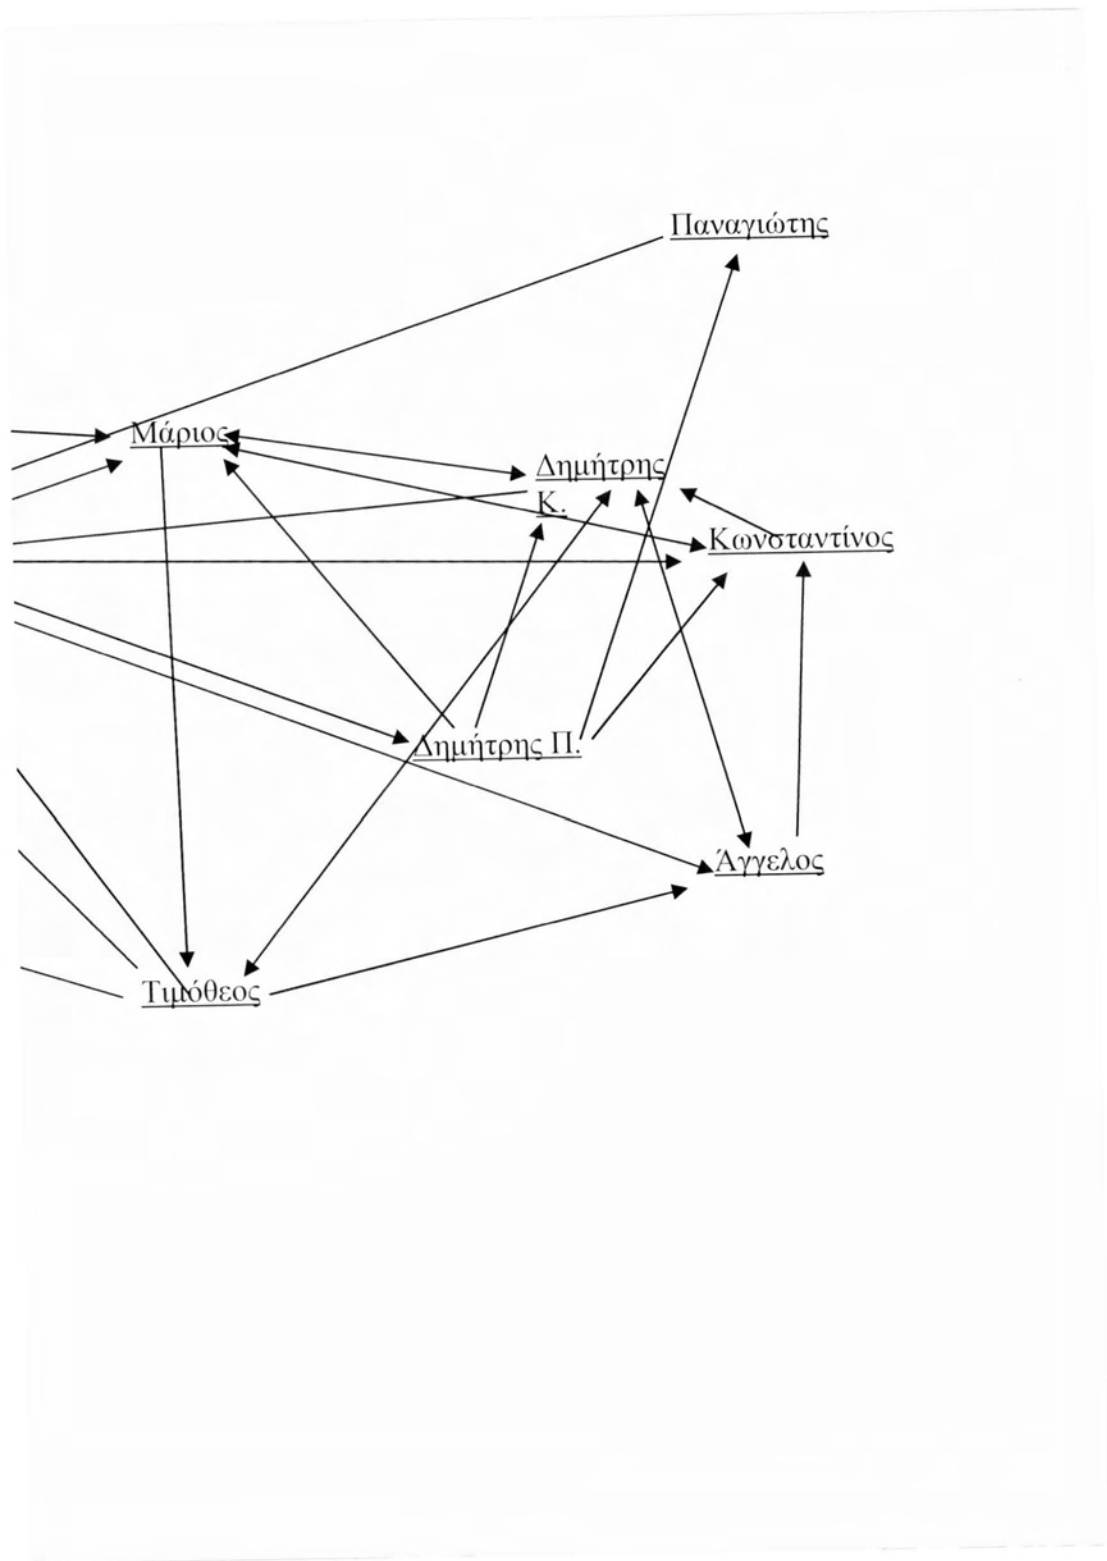 Παναγιώτης
Μάριος
Δημήτρης
Κ.
Κωνσταντίνος
Δημήτρης Π.
Άγγελος
Τιμόθεος